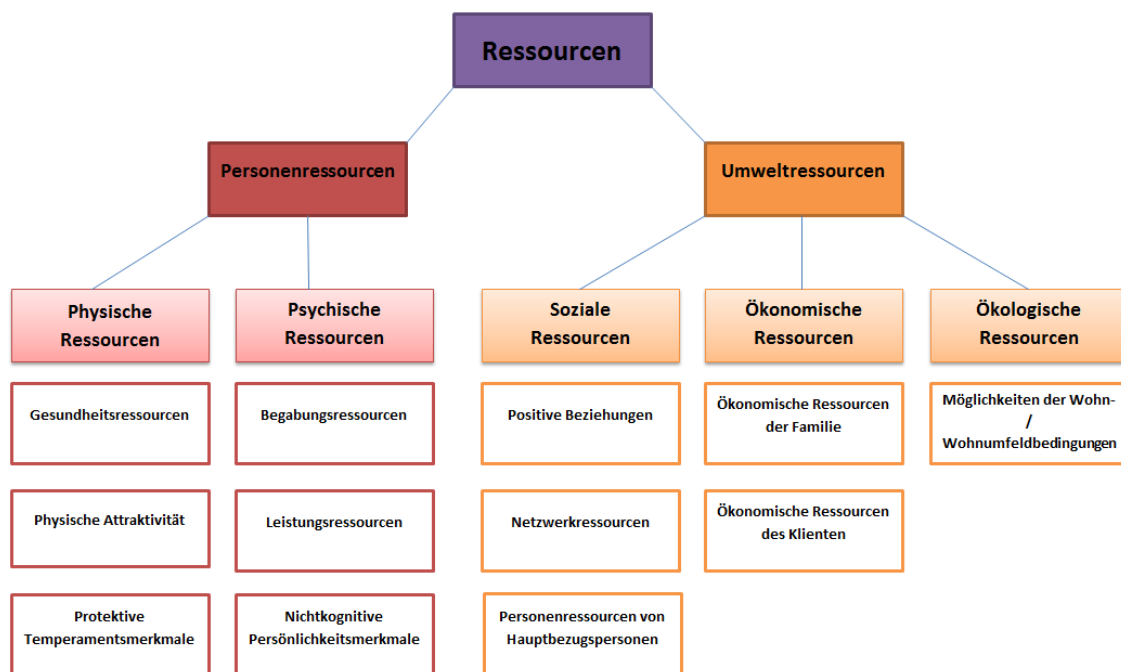 Ressourcen
Personenressourcen
Umweltressourcen
Physische
Ressourcen
Psychische
Ressourcen
Soziale
Ressourcen
Ökonomische
Ressourcen
Ökologische
Ressourcen
Gesundheitsressourcen
Begabungsressourcen
Positive Beziehungen
Ökonomische Ressourcen
der Familie
Möglichkeiten der Wohn-
/
Wohnumfeldbedingungen
Physische Attraktivität
Leistungsressourcen
Netzwerkressourcen
Ökonomische Ressourcen
des Klienten
Protektive
Temperamentsmerkmale
Nichtkognitive
Persönlichkeitsmerkmale
Personenressourcen von
Hauptbezugspersonen